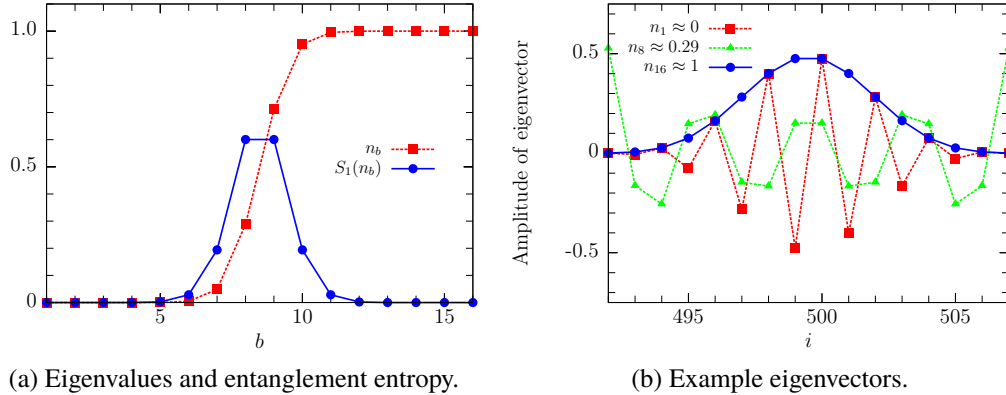 1.0
0.5
0
5
10
15
b
n_b
S_1(n_b)
(a) Eigenvalues and entanglement entropy.
Amplitude of eigenvector
0.5
0
-0.5
495
500
505
i
n_1 ≈ 0
n_8 ≈ 0.29
n_16 ≈ 1
(b) Example eigenvectors.